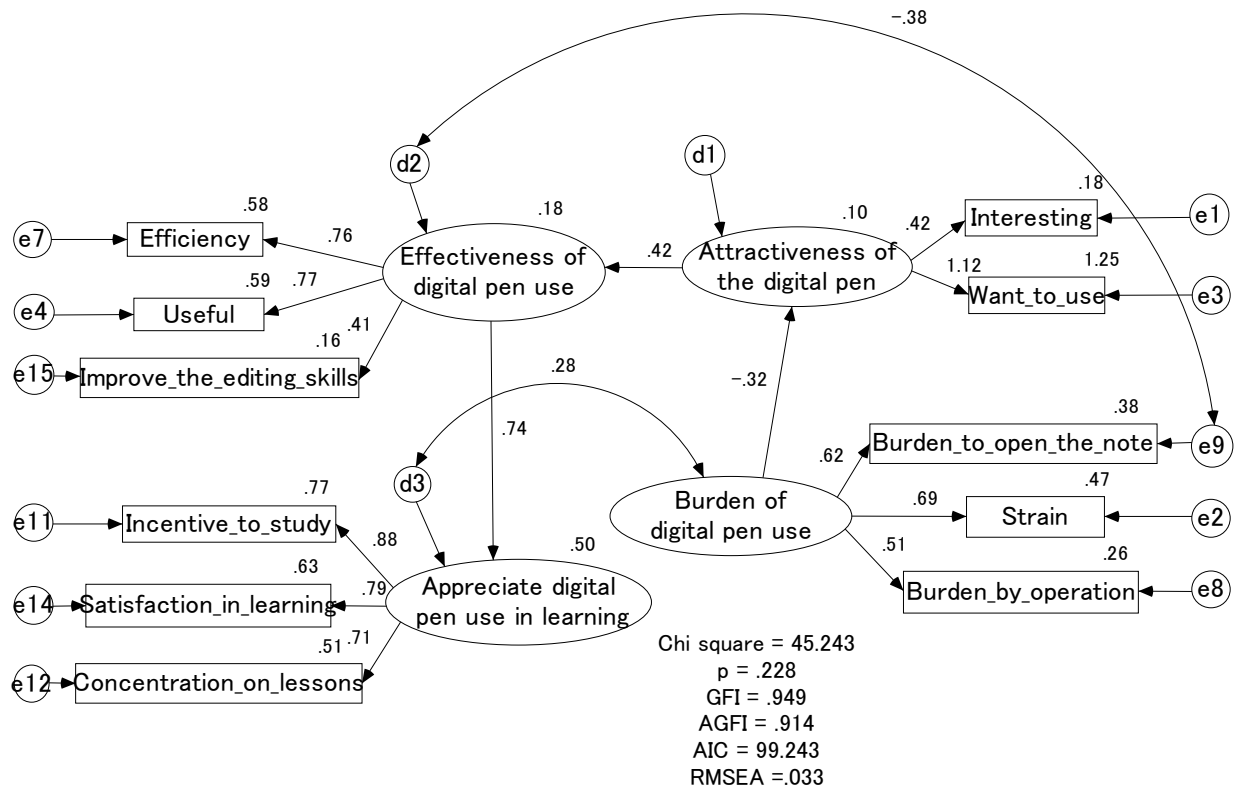 -.38
d2
d1
.58
.18
.10
.18
e7
Efficiency
.76
Effectiveness of
digital pen use
.42
Attractiveness of
the digital pen
.42
Interesting
e1
.59
.77
1.12
1.25
e4
Useful
Want_to_use
e3
.16
.41
e15
Improve_the_editing_skills
.28
-.32
.74
.38
Burden_to_open_the_note
e9
.62
d3
.77
.47
e11
Incentive_to_study
.88
Burden of
digital pen use
.69
Strain
e2
.63
.50
.51
.26
e14
Satisfaction_in_learning
.79
Appreciate digital
pen use in learning
Burden_by_operation
e8
.51
.71
e12
Concentration_on_lessons
Chi square = 45.243
p = .228
GFI = .949
AGFI = .914
AIC = 99.243
RMSEA =.033